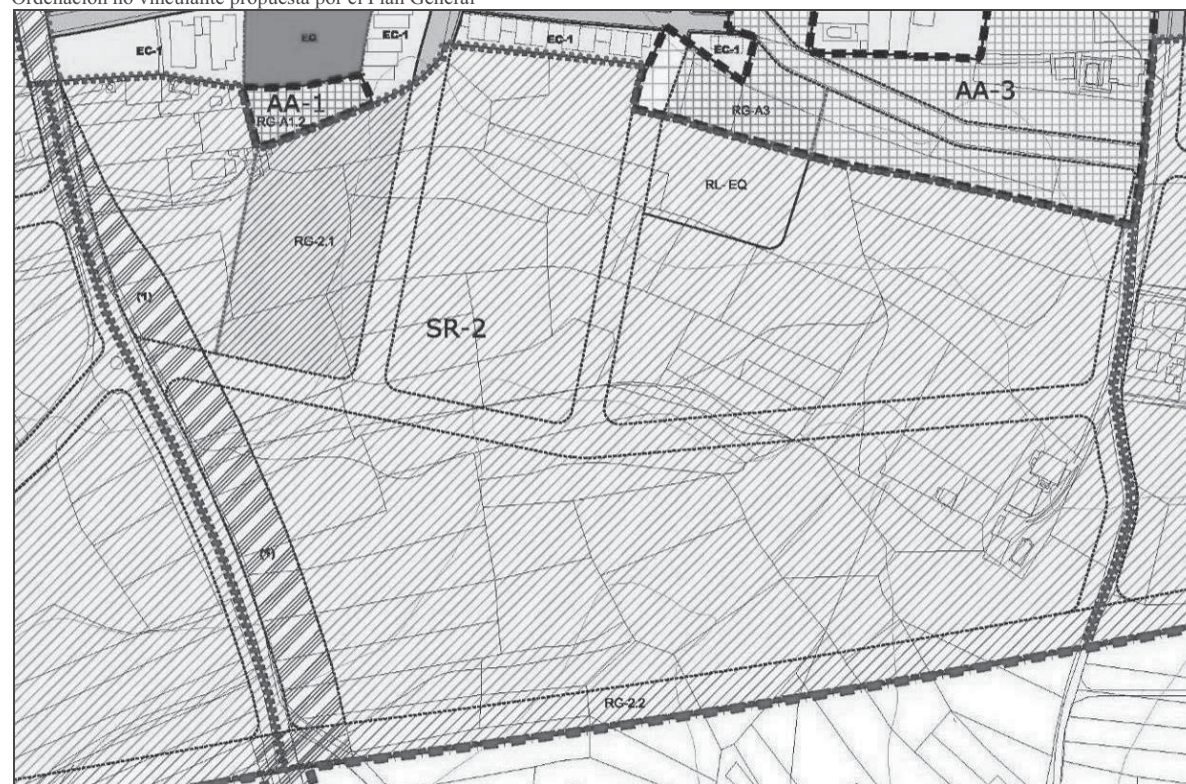 Ordenación no vinculante propuesta por el Plan General
EC-1
EG
EC-1
EC-1
EC-1
AA-1
RG-A1.2
RG-A3
AA-3
RL-EQ
RG-2.1
(1)
SR-2
(1)
RG-2.2